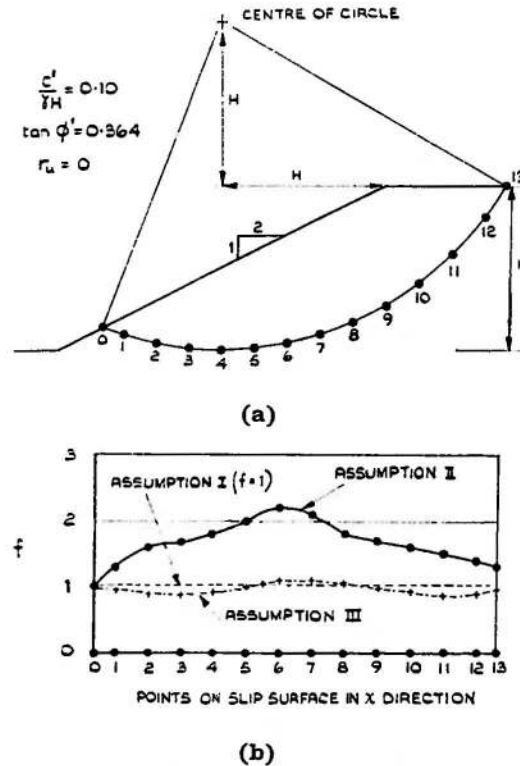 CENTRE OF CIRCLE
c'/γH = 0.10
tan φ' = 0.364
rᵤ = 0
H
H
2
1
0 1 2 3 4 5 6 7 8 9 10 11 12 13
(a)
3
2
1
0
f
ASSUMPTION I (f=1)
ASSUMPTION II
ASSUMPTION III
0 1 2 3 4 5 6 7 8 9 10 11 12 13
POINTS ON SLIP SURFACE IN X DIRECTION
(b)